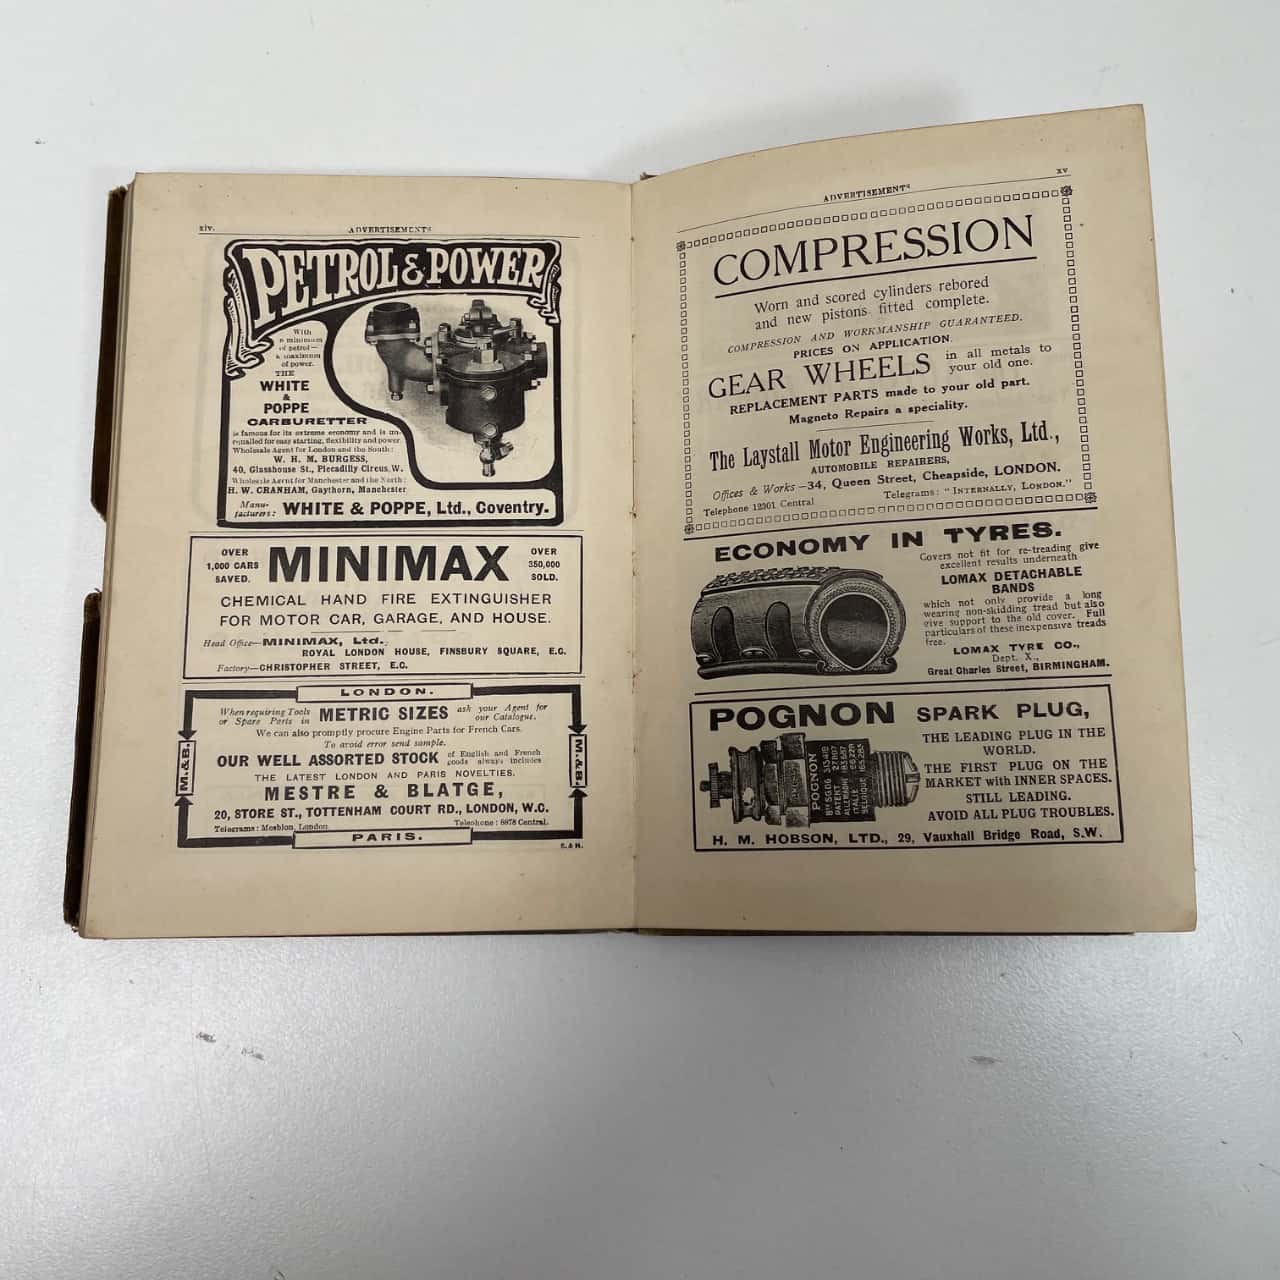 xiv.
ADVERTISEMENTS
PETROL & POWER
With
a minimum
of petrol—
a maximum
of power.
THE
WHITE
&
POPPE
CARBURETTER
is famous for its extreme economy and is un-
equalled for easy starting, flexibility and power.
Wholesale Agent for London and the South:
W. H. M. BURGESS,
40, Glasshouse St., Piccadilly Circus, W.
Wholesale Agent for Manchester and the North:
H. W. CRANHAM, Gaythorn, Manchester
Manu-
facturers: WHITE & POPPE, Ltd., Coventry.
OVER
1,000 CARS
SAVED.
MINIMAX
OVER
350,000
SOLD.
CHEMICAL HAND FIRE EXTINGUISHER
FOR MOTOR CAR, GARAGE, AND HOUSE.
Head Office—MINIMAX, Ltd.,
ROYAL LONDON HOUSE, FINSBURY SQUARE, E.C.
Factory—CHRISTOPHER STREET, E.C.
LONDON.
M.&B.
M.&B.
When requiring Tools
or Spare Parts in
METRIC SIZES
ask your Agent for
our Catalogue.
We can also promptly procure Engine Parts for French Cars.
To avoid error send sample.
OUR WELL ASSORTED STOCK
of English and French
goods always includes
THE LATEST LONDON AND PARIS NOVELTIES.
MESTRE & BLATGE,
20, STORE ST., TOTTENHAM COURT RD., LONDON, W.C.
Telegrams: Mesblon, London
Telephone: 8978 Central.
PARIS.
S. & H.
ADVERTISEMENTS
xv
COMPRESSION
Worn and scored cylinders rebored
and new pistons fitted complete.
COMPRESSION AND WORKMANSHIP GUARANTEED.
PRICES ON APPLICATION.
GEAR WHEELS
in all metals to
your old one.
REPLACEMENT PARTS made to your old part.
Magneto Repairs a speciality.
The Laystall Motor Engineering Works, Ltd.,
AUTOMOBILE REPAIRERS,
Offices & Works—34, Queen Street, Cheapside, LONDON.
Telephone 12301 Central
Telegrams: "INTERNALLY, LONDON."
ECONOMY IN TYRES.
Covers not fit for re-treading give
excellent results underneath
LOMAX DETACHABLE
BANDS
which not only provide a long
wearing non-skidding tread but also
give support to the old cover. Full
particulars of these inexpensive treads
free.
LOMAX TYRE CO.,
Dept. X.,
Great Charles Street, BIRMINGHAM.
POGNON SPARK PLUG,
POGNON
PATENT
ALLEMAGN
ITALIE
BELGIQUE
THE LEADING PLUG IN THE
WORLD.
THE FIRST PLUG ON THE
MARKET with INNER SPACES.
STILL LEADING.
AVOID ALL PLUG TROUBLES.
H. M. HOBSON, LTD., 29, Vauxhall Bridge Road, S.W.